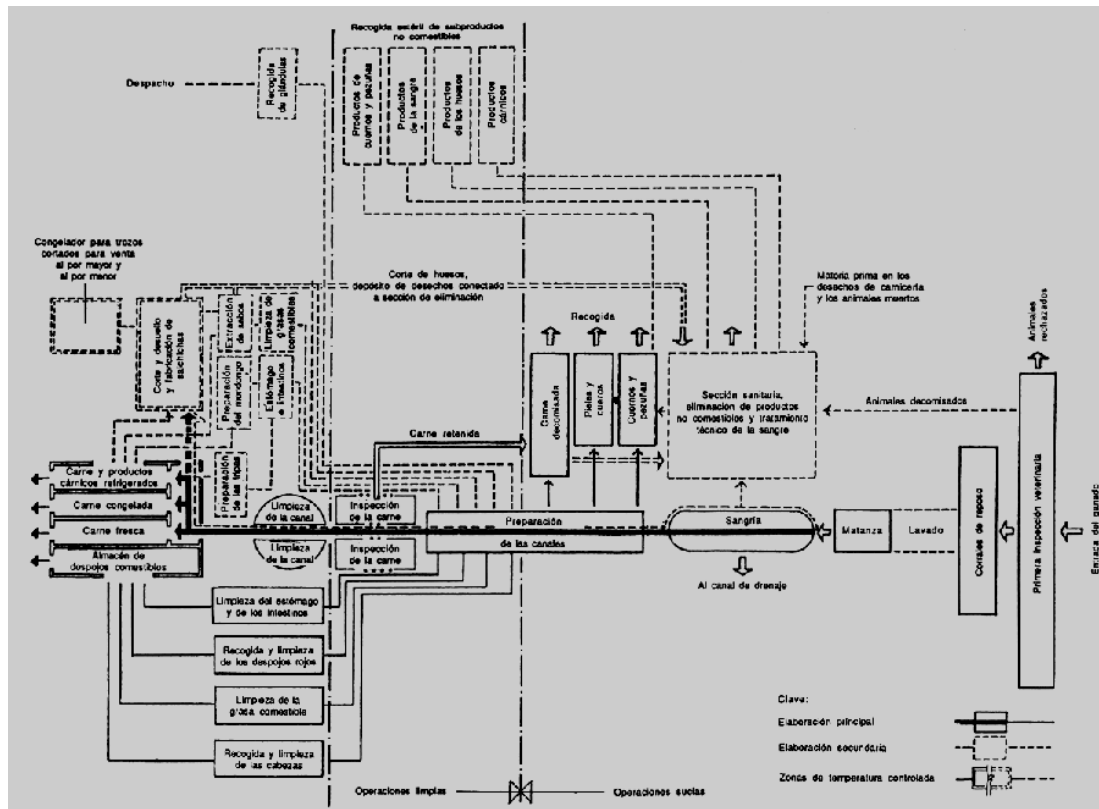 Recogida estéril de subproductos
no comestibles
Despacho
Recogida
de glándulas
Productos de
cuernos y pezuñas
Productos
de la sangre
Productos
de los huesos
Productos
cárnicos
Congelador para trozos
cortados para venta
al por mayor y
al por menor
Corte y desuello
y fabricación de
salchichas
Extracción
de sebos
Limpieza de
grasas comestibles
Preparación
del mondongo
Estómago
e intestinos
Preparación
de las tripas
Corte de huesos,
depósito de desechos conectado
a sección de eliminación
Materia prima en los
desechos de carnicería
y los animales muertos
Recogida
Carne
decomisada
Pieles y
cueros
Cuernos y
pezuñas
Sección sanitaria,
eliminación de productos
no comestibles y tratamiento
técnico de la sangre
Animales
rechazados
Animales decomisados
Carne retenida
Carne y productos
cárnicos refrigerados
Carne congelada
Carne fresca
Almacén de
despojos comestibles
Limpieza
de la canal
Limpieza
de la canal
Inspección
de la carne
Inspección
de la carne
Preparación
de las canales
Sangría
Al canal de drenaje
Matanza
Lavado
Corrales de reposo
Primera inspección veterinaria
Entrada del ganado
Limpieza del estómago
y de los intestinos
Recogida y limpieza
de los despojos rojos
Limpieza de la
grasa comestible
Recogida y limpieza
de las cabezas
Operaciones limpias
Operaciones sucias
Clave:
Elaboración principal
Elaboración secundaria
Zonas de temperatura controlada